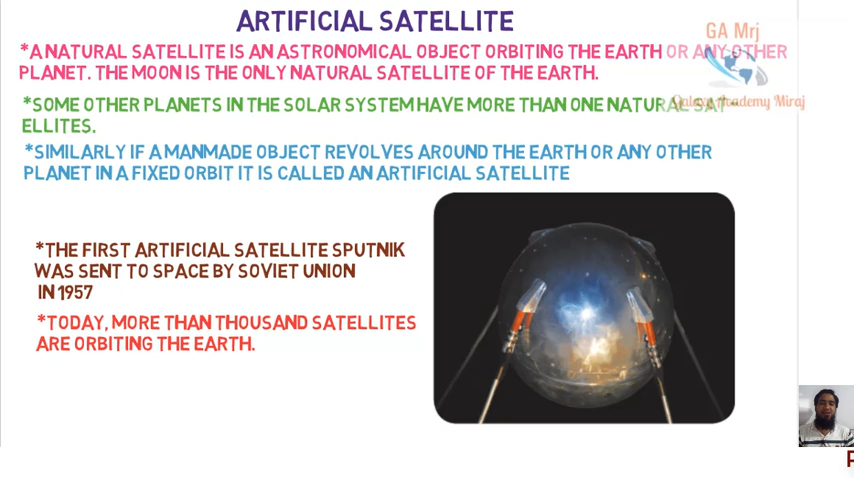 ARTIFICIAL SATELLITE
GA Mrj
*A NATURAL SATELLITE IS AN ASTRONOMICAL OBJECT ORBITING THE EARTH OR ANY OTHER
PLANET. THE MOON IS THE ONLY NATURAL SATELLITE OF THE EARTH.
Galaxy Academy Miraj
*SOME OTHER PLANETS IN THE SOLAR SYSTEM HAVE MORE THAN ONE NATURAL SAT-
ELLITES.
*SIMILARLY IF A MANMADE OBJECT REVOLVES AROUND THE EARTH OR ANY OTHER
PLANET IN A FIXED ORBIT IT IS CALLED AN ARTIFICIAL SATELLITE
*THE FIRST ARTIFICIAL SATELLITE SPUTNIK
WAS SENT TO SPACE BY SOVIET UNION
IN 1957
*TODAY, MORE THAN THOUSAND SATELLITES
ARE ORBITING THE EARTH.